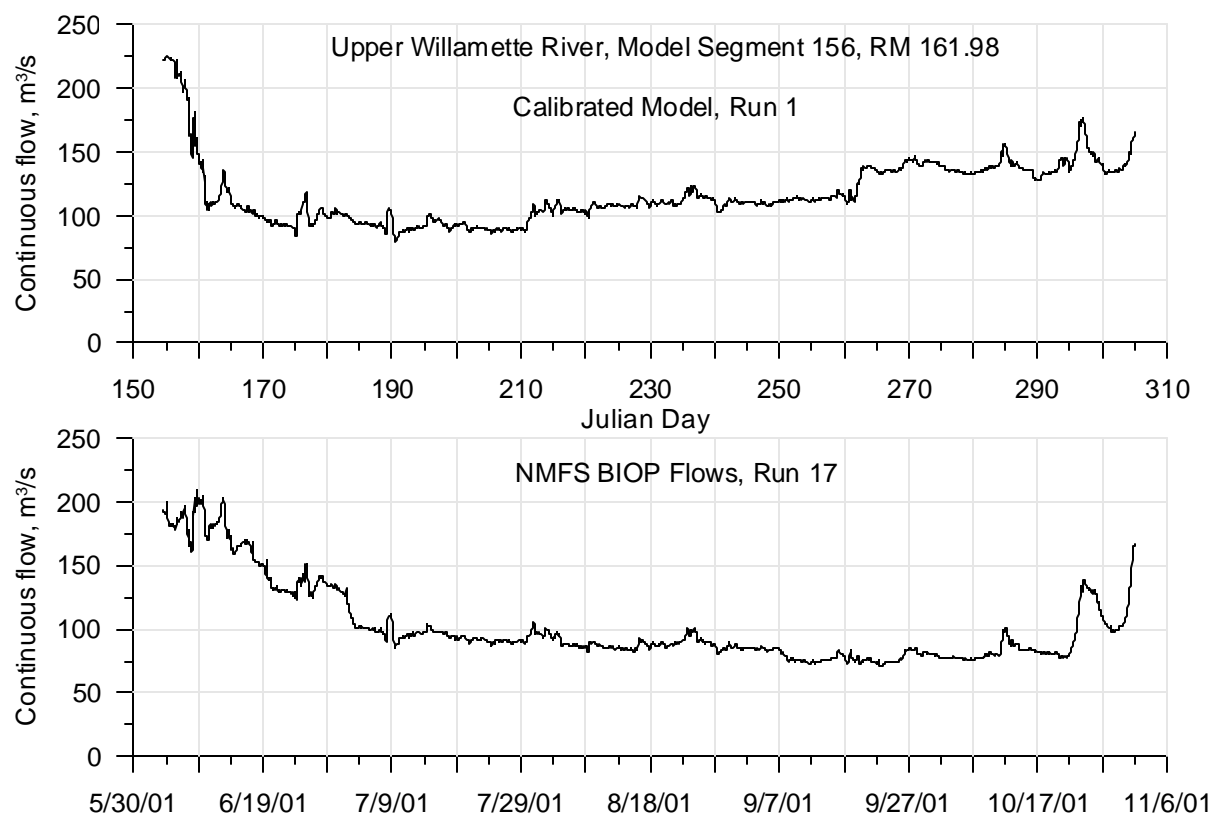 250
Upper Willamette River, Model Segment 156, RM 161.98
200
Calibrated Model, Run 1
150
100
50
0
Continuous flow, m³/s
150 170 190 210 230 250 270 290 310
Julian Day
250
NMFS BIOP Flows, Run 17
200
150
100
50
0
Continuous flow, m³/s
5/30/01 6/19/01 7/9/01 7/29/01 8/18/01 9/7/01 9/27/01 10/17/01 11/6/01